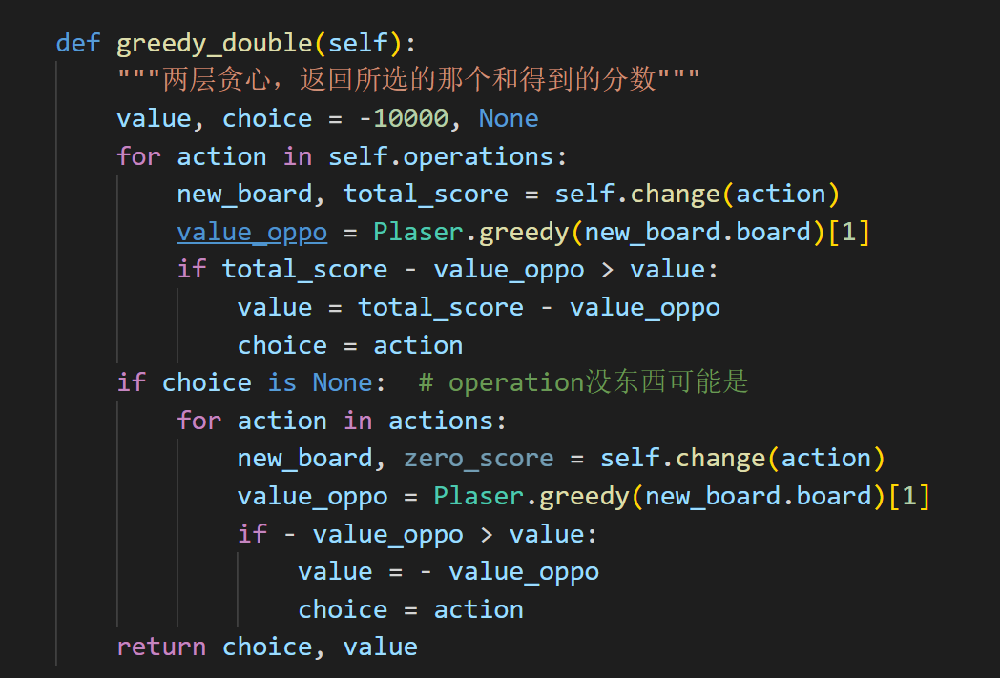 def greedy_double(self):
    """两层贪心，返回所选的那个和得到的分数"""
    value, choice = -10000, None
    for action in self.operations:
        new_board, total_score = self.change(action)
        value_oppo = Plaser.greedy(new_board.board)[1]
        if total_score - value_oppo > value:
            value = total_score - value_oppo
            choice = action
    if choice is None:  # operation没东西可能是
        for action in actions:
            new_board, zero_score = self.change(action)
            value_oppo = Plaser.greedy(new_board.board)[1]
            if - value_oppo > value:
                value = - value_oppo
                choice = action
    return choice, value